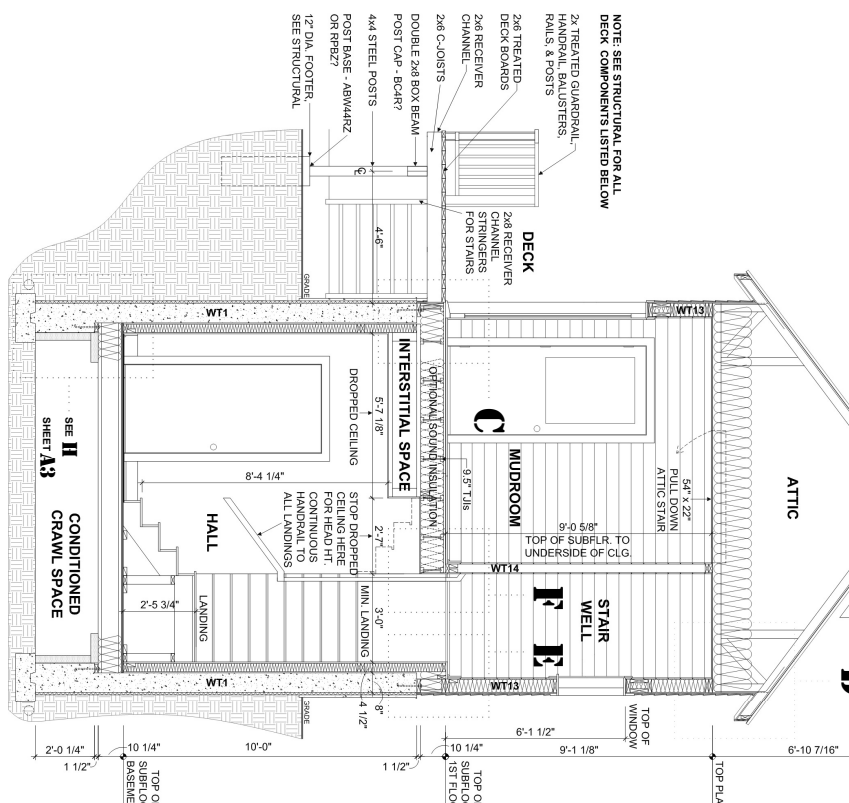 NOTE: SEE STRUCTURAL FOR ALL
DECK COMPONENTS LISTED BELOW
2x TREATED GUARDRAIL,
HANDRAIL, BALUSTERS,
RAILS, & POSTS
2x6 TREATED
DECK BOARDS
2x6 RECEIVER
CHANNEL
2x6 C-JOISTS
DOUBLE 2x8 BOX BEAM
POST CAP - BC4R?
4x4 STEEL POSTS
POST BASE - ABW44RZ
OR RPBZ?
12" DIA. FOOTER,
SEE STRUCTURAL
DECK
2x8 RECEIVER
CHANNEL
STRINGERS
FOR STAIRS
CL
4'-6"
GRADE
ATTIC
WT13
54" x 22"
PULL DOWN
ATTIC STAIR
C
MUDROOM
9'-0 5/8"
TOP OF SUBFLR. TO
UNDERSIDE OF CLG.
9.5" TJIs
OPTIONAL SOUND INSULATION
INTERSTITIAL SPACE
WT14
STAIR
WELL
F E
WT13
WT1
5'-7 1/8"
DROPPED CEILING
8'-4 1/4"
2'-7"
STOP DROPPED
CEILING HERE
FOR HEAD HT.
CONTINUOUS
HANDRAIL TO
ALL LANDINGS
HALL
3'-0"
MIN. LANDING
LANDING
2'-5 3/4"
WT1
8"
4 1/2"
GRADE
SEE H
SHEET A3
CONDITIONED
CRAWL SPACE
TOP OF
WINDOW
6'-1 1/2"
2'-0 1/4"
1 1/2"
10 1/4"
10'-0"
1 1/2"
10 1/4"
9'-1 1/8"
6'-10 7/16"
TOP O
SUBFLO
BASEME
TOP O
SUBFLO
1ST FLO
TOP PLA